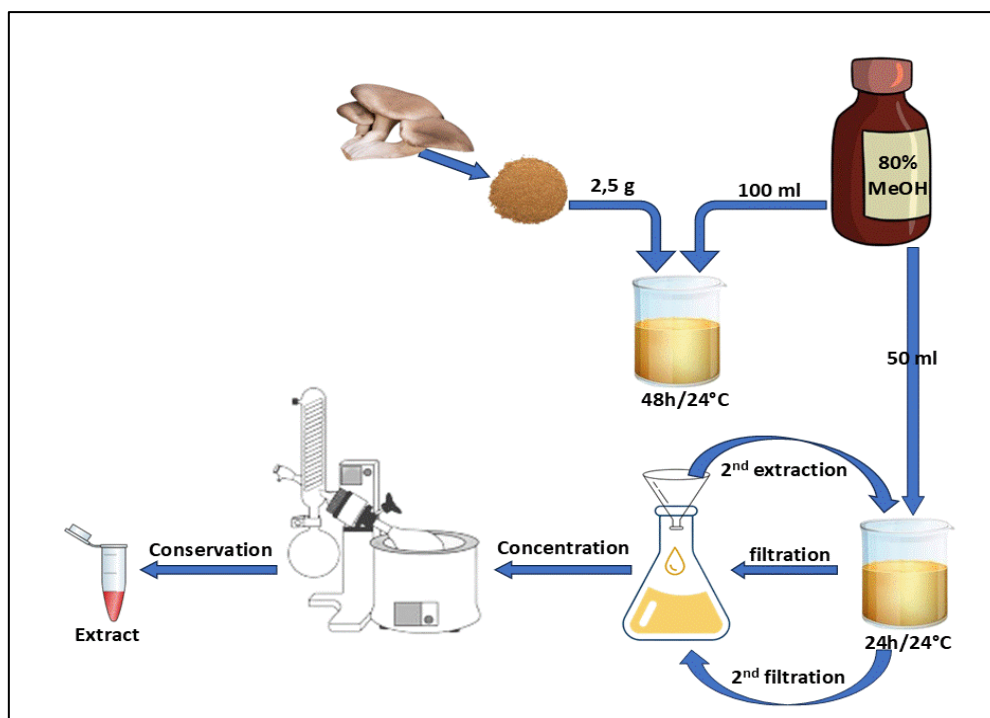 80%
MeOH
2,5 g
100 ml
50 ml
48h/24°C
2nd extraction
Conservation
Concentration
filtration
Extract
24h/24°C
2nd filtration